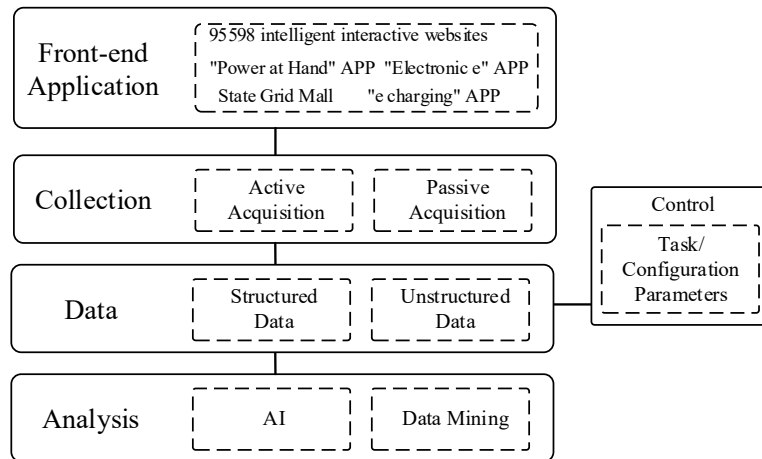 Front-end
Application
95598 intelligent interactive websites
"Power at Hand" APP "Electronic e" APP
State Grid Mall "e charging" APP
Collection
Active
Acquisition
Passive
Acquisition
Control
Task/
Configuration
Parameters
Data
Structured
Data
Unstructured
Data
Analysis
AI
Data Mining